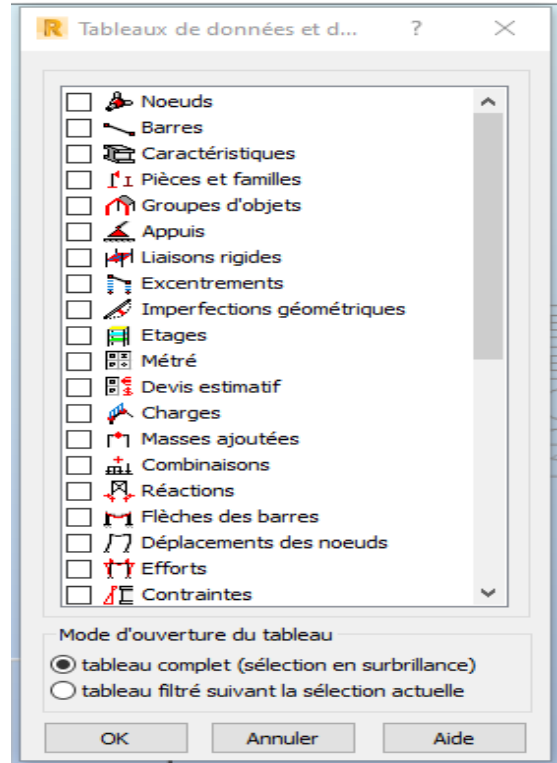 R Tableaux de données et d... ? ×
Noeuds
Barres
Caractéristiques
Pièces et familles
Groupes d'objets
Appuis
Liaisons rigides
Excentrements
Imperfections géométriques
Etages
Métré
Devis estimatif
Charges
Masses ajoutées
Combinaisons
Réactions
Flèches des barres
Déplacements des noeuds
Efforts
Contraintes
Mode d'ouverture du tableau
tableau complet (sélection en surbrillance)
tableau filtré suivant la sélection actuelle
OK Annuler Aide